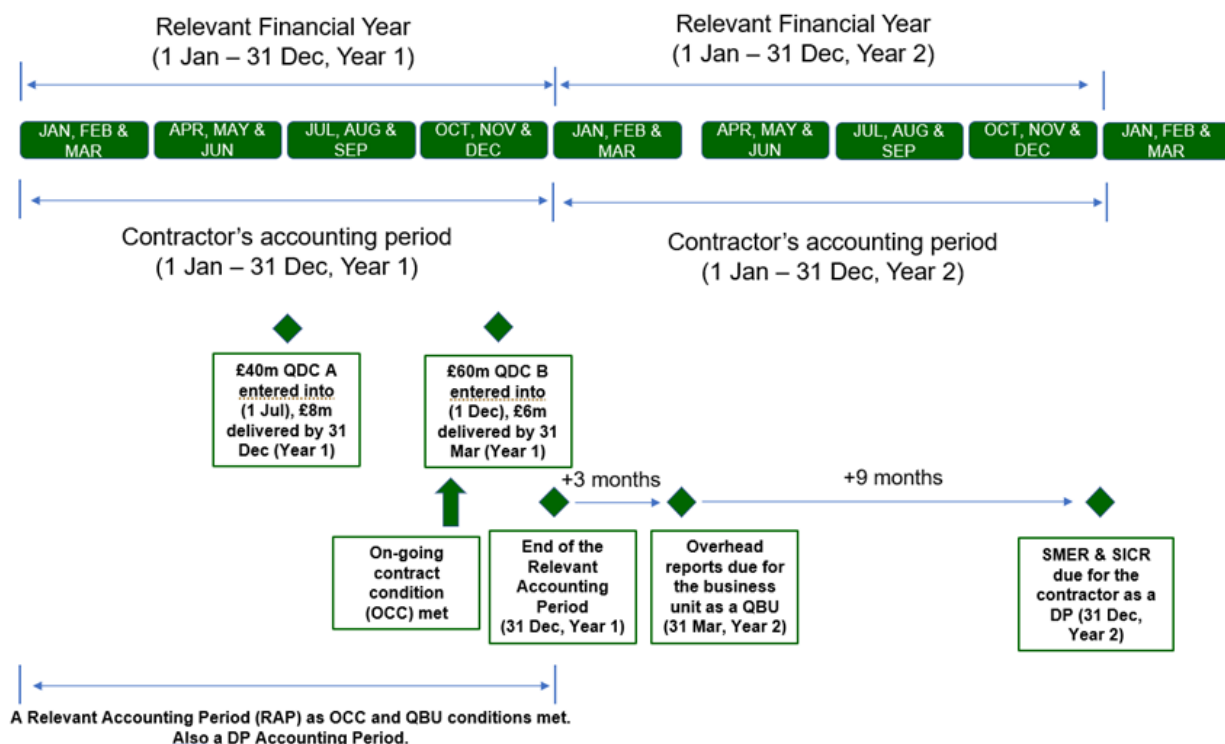 Relevant Financial Year
(1 Jan – 31 Dec, Year 1)
Relevant Financial Year
(1 Jan – 31 Dec, Year 2)
JAN, FEB &
MAR
APR, MAY &
JUN
JUL, AUG &
SEP
OCT, NOV &
DEC
JAN, FEB &
MAR
APR, MAY &
JUN
JUL, AUG &
SEP
OCT, NOV &
DEC
JAN, FEB &
MAR
Contractor's accounting period
(1 Jan – 31 Dec, Year 1)
Contractor's accounting period
(1 Jan – 31 Dec, Year 2)
£40m QDC A
entered into
(1 Jul), £8m
delivered by 31
Dec (Year 1)
£60m QDC B
entered into
(1 Dec), £6m
delivered by 31
Mar (Year 1)
+3 months
+9 months
On-going
contract
condition
(OCC) met
End of the
Relevant
Accounting
Period
(31 Dec, Year 1)
Overhead
reports due for
the business
unit as a QBU
(31 Mar, Year 2)
SMER & SICR
due for the
contractor as a
DP (31 Dec,
Year 2)
A Relevant Accounting Period (RAP) as OCC and QBU conditions met.
Also a DP Accounting Period.